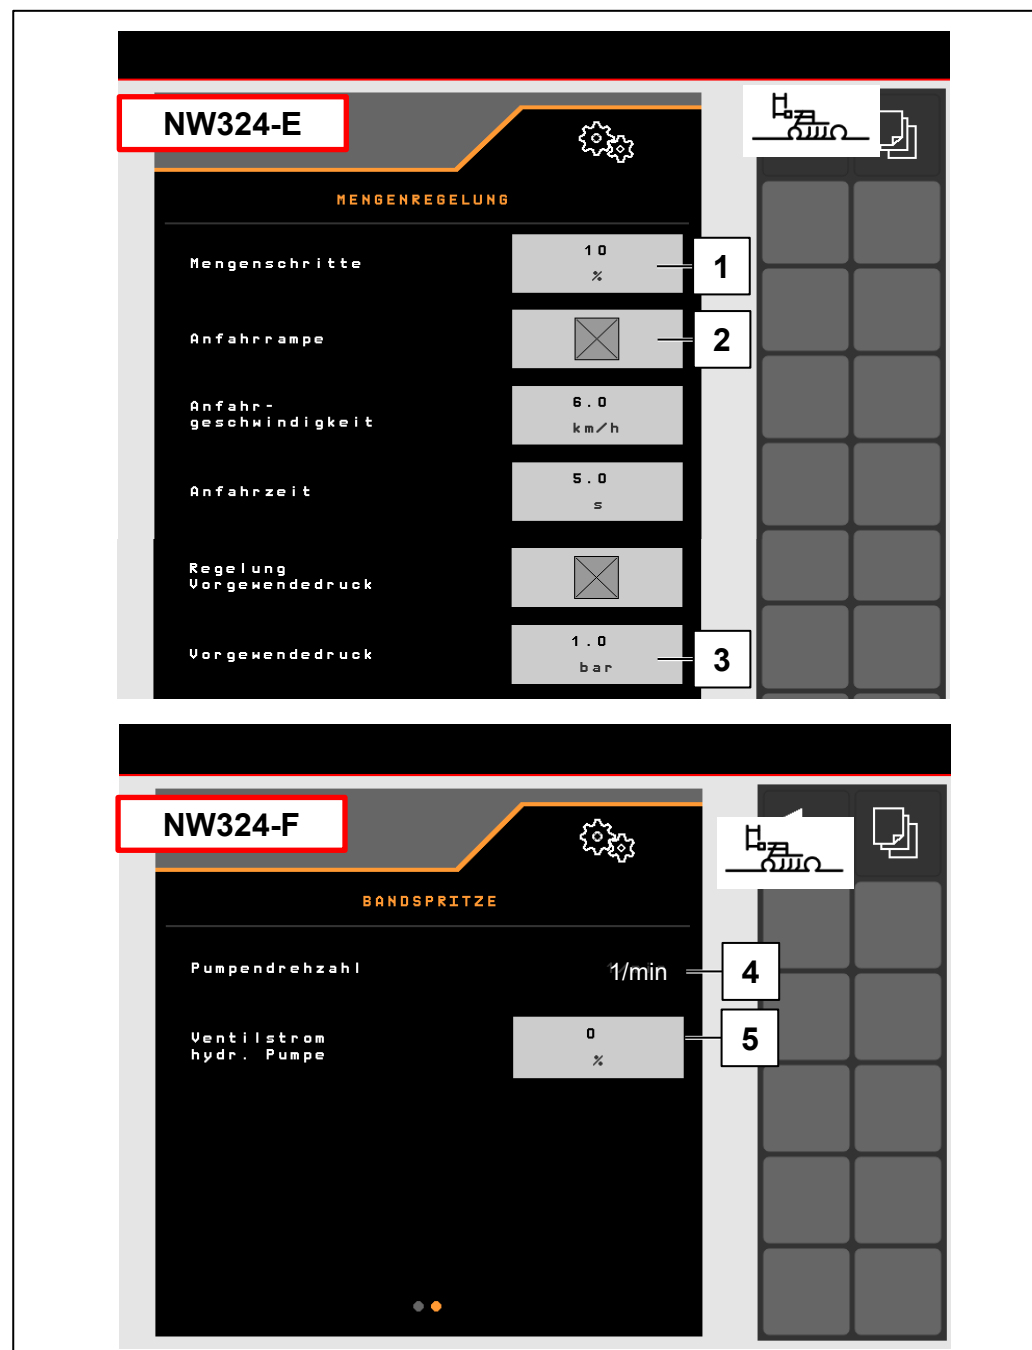 NW324-E
MENGENREGELUNG
Mengenschritte
10
%
1
Anfahrrampe
2
Anfahr-
geschwindigkeit
6.0
km/h
Anfahrzeit
5.0
s
Regelung
Vorgewendedruck
Vorgewendedruck
1.0
bar
3
NW324-F
BANDSPRITZE
Pumpendrehzahl
1/min
4
Ventilstrom
hydr. Pumpe
0
%
5